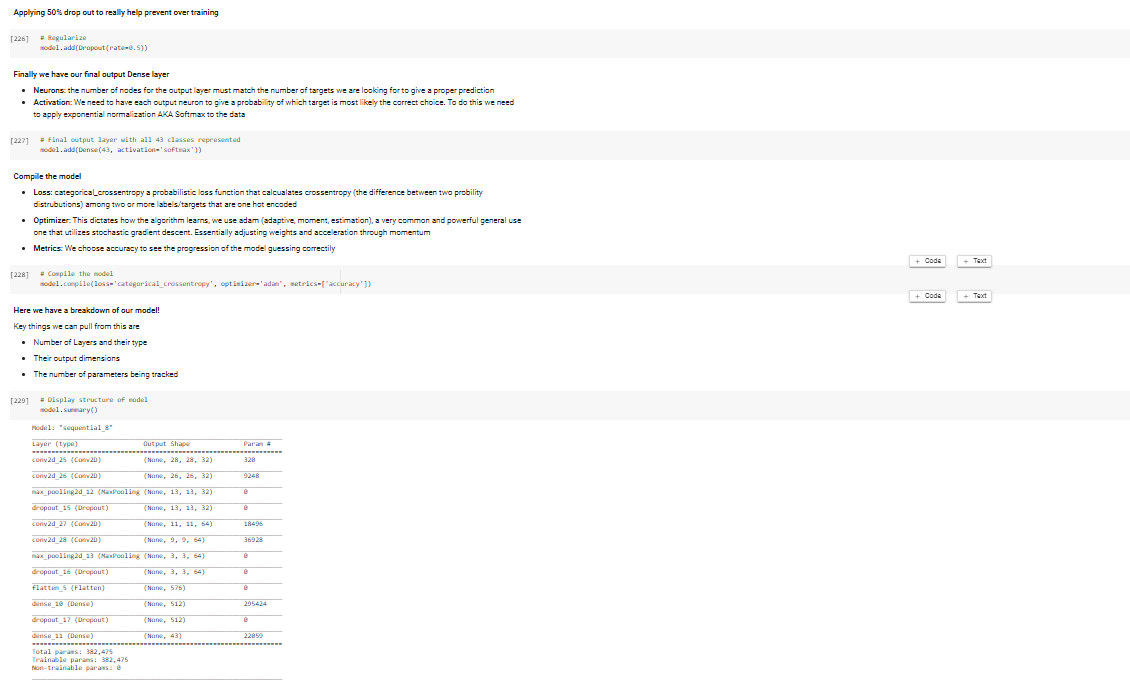 Applying 50% drop out to really help prevent over training
[226] # Regularize
model.add(Dropout(rate=0.5))
Finally we have our final output Dense layer
• Neurons: the number of nodes for the output layer must match the number of targets we are looking for to give a proper prediction
• Activation: We need to have each output neuron to give a probability of which target is most likely the correct choice. To do this we need
to apply exponential normalization AKA Softmax to the data
[227] # Final output layer with all 43 classes represented
model.add(Dense(43, activation='softmax'))
Compile the model
• Loss: categorical_crossentropy a probabilistic loss function that calcualates crossentropy (the difference between two probility
distrubutions) among two or more labels/targets that are one hot encoded
• Optimizer: This dictates how the algorithm learns, we use adam (adaptive, moment, estimation), a very common and powerful general use
one that utilizes stochastic gradient descent. Essentially adjusting weights and acceleration through momentum
• Metrics: We choose accuracy to see the progression of the model guessing correctily
+ Code + Text
[228] # Compile the model
model.compile(loss='categorical_crossentropy', optimizer='adam', metrics=['accuracy'])
+ Code + Text
Here we have a breakdown of our model!
Key things we can pull from this are
• Number of Layers and their type
• Their output dimensions
• The number of parameters being tracked
[229] # Display structure of model
model.summary()
Model: "sequential_8"
Layer (type) Output Shape Param #
conv2d_25 (Conv2D) (None, 28, 28, 32) 320
conv2d_26 (Conv2D) (None, 26, 26, 32) 9248
max_pooling2d_12 (MaxPooling (None, 13, 13, 32) 0
dropout_15 (Dropout) (None, 13, 13, 32) 0
conv2d_27 (Conv2D) (None, 11, 11, 64) 18496
conv2d_28 (Conv2D) (None, 9, 9, 64) 36928
max_pooling2d_13 (MaxPooling (None, 3, 3, 64) 0
dropout_16 (Dropout) (None, 3, 3, 64) 0
flatten_5 (Flatten) (None, 576) 0
dense_10 (Dense) (None, 512) 295424
dropout_17 (Dropout) (None, 512) 0
dense_11 (Dense) (None, 43) 22059
Total params: 382,475
Trainable params: 382,475
Non-trainable params: 0